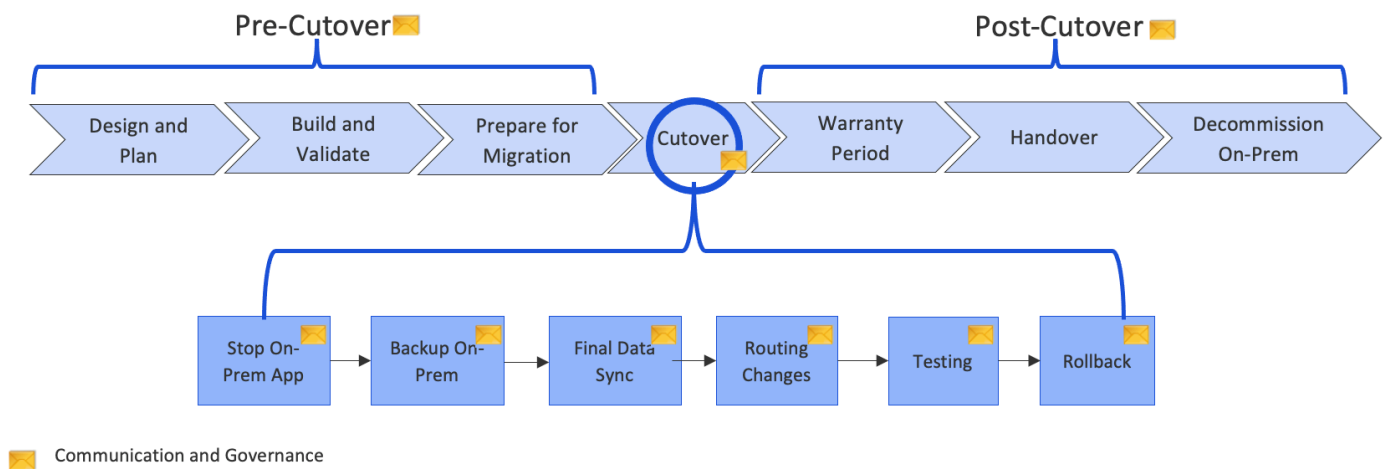 Pre-Cutover
Post-Cutover
Design and
Plan
Build and
Validate
Prepare for
Migration
Cutover
Warranty
Period
Handover
Decommission
On-Prem
Stop On-
Prem App
Backup On-
Prem
Final Data
Sync
Routing
Changes
Testing
Rollback
Communication and Governance